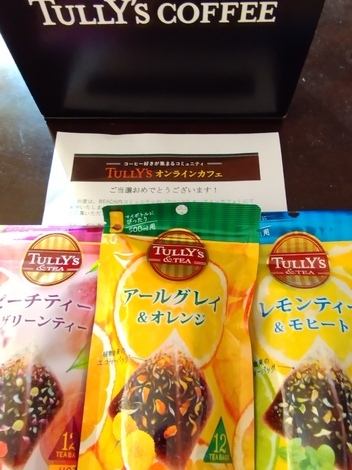 TULLY'S COFFEE
コーヒー好きが集まるコミュニティ
TULLY'S オンラインカフェ
ご当選おめでとうございます！
TULLY'S
&TEA
ピーチティー
グリーンティー
12
マイボトルに
ぴったり
500ml用
TULLY'S
&TEA
アールグレイ
&オレンジ
12
TEA BAGS
TULLY'S
&TEA
レモンティー
&モヒート